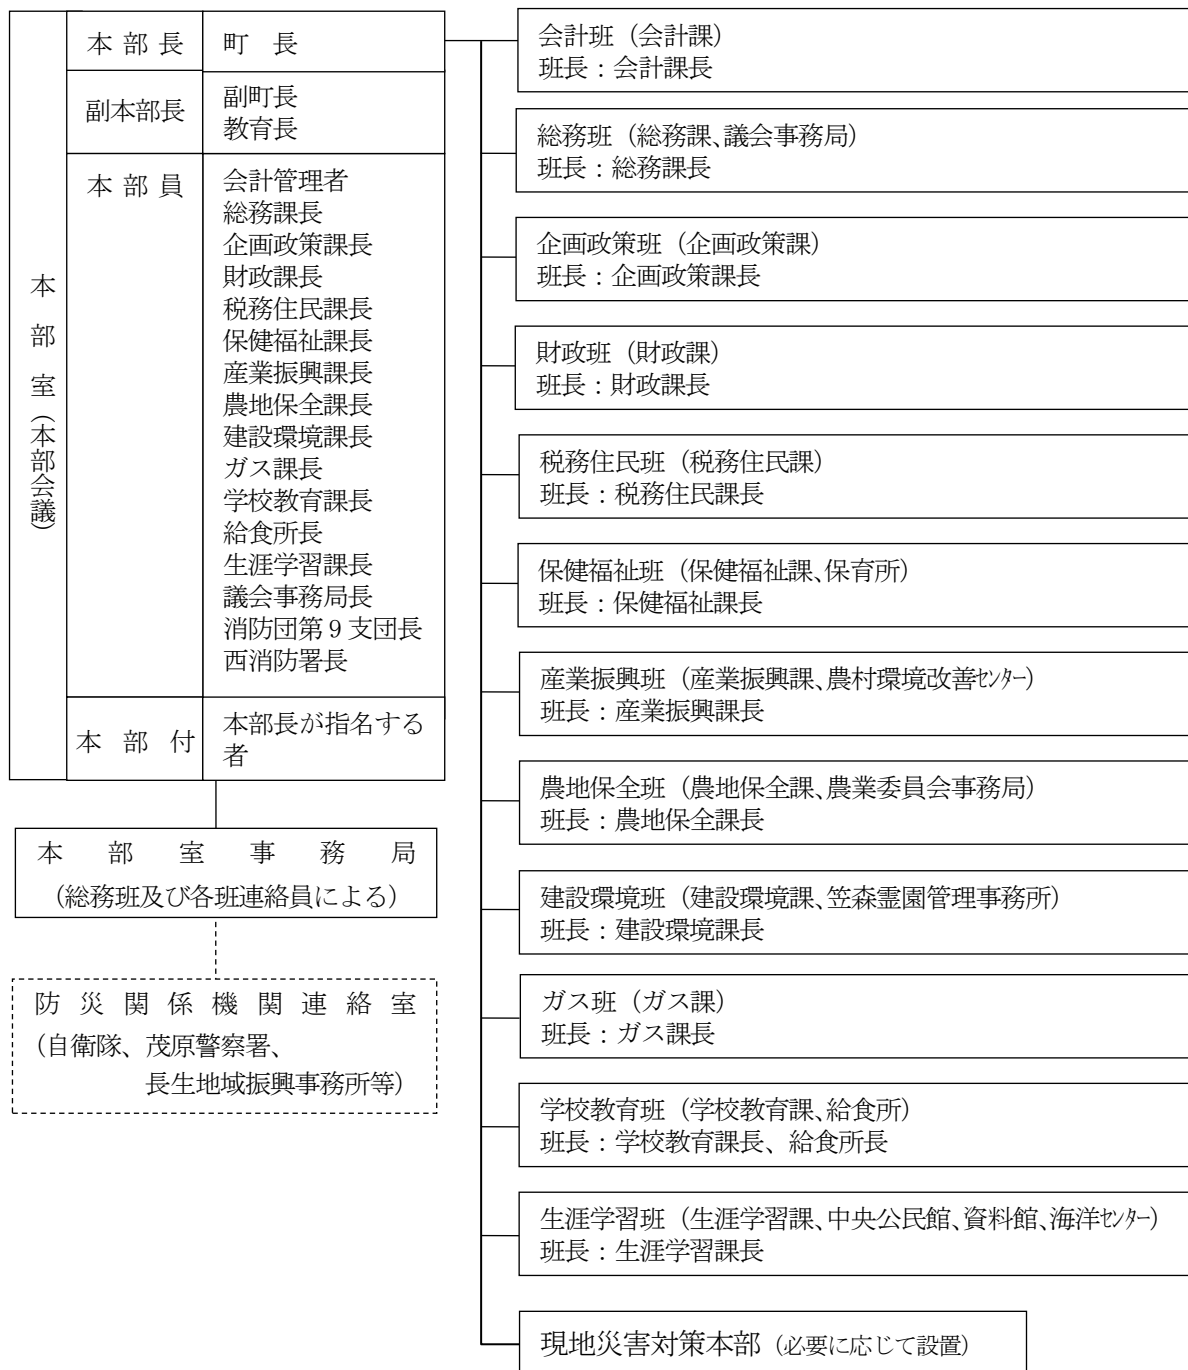 本部室(本部会議)
本部長 町長
副本部長 副町長
教育長
本部員 会計管理者
総務課長
企画政策課長
財政課長
税務住民課長
保健福祉課長
産業振興課長
農地保全課長
建設環境課長
ガス課長
学校教育課長
給食所長
生涯学習課長
議会事務局長
消防団第9支団長
西消防署長
本部付 本部長が指名する
者
本部室事務局
(総務班及び各班連絡員による)
防災関係機関連絡室
(自衛隊、茂原警察署、
長生地域振興事務所等)
会計班(会計課)
班長:会計課長
総務班(総務課、議会事務局)
班長:総務課長
企画政策班(企画政策課)
班長:企画政策課長
財政班(財政課)
班長:財政課長
税務住民班(税務住民課)
班長:税務住民課長
保健福祉班(保健福祉課、保育所)
班長:保健福祉課長
産業振興班(産業振興課、農村環境改善センター)
班長:産業振興課長
農地保全班(農地保全課、農業委員会事務局)
班長:農地保全課長
建設環境班(建設環境課、笠森霊園管理事務所)
班長:建設環境課長
ガス班(ガス課)
班長:ガス課長
学校教育班(学校教育課、給食所)
班長:学校教育課長、給食所長
生涯学習班(生涯学習課、中央公民館、資料館、海洋センター)
班長:生涯学習課長
現地災害対策本部(必要に応じて設置)